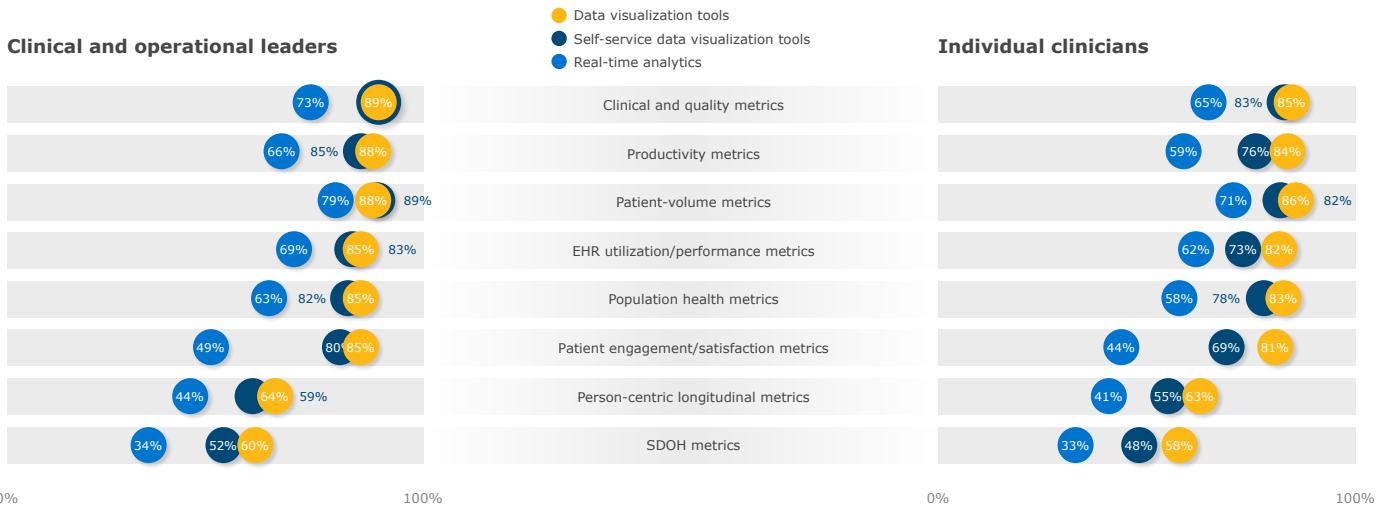 Data visualization tools
Self-service data visualization tools
Real-time analytics
Clinical and operational leaders
Individual clinicians
73% 89% Clinical and quality metrics 65% 83% 85%
66% 85% 88% Productivity metrics 59% 76% 84%
79% 88% 89% Patient-volume metrics 71% 86% 82%
69% 85% 83% EHR utilization/performance metrics 62% 73% 82%
63% 82% 85% Population health metrics 58% 78% 83%
49% 80% 85% Patient engagement/satisfaction metrics 44% 69% 81%
44% 64% 59% Person-centric longitudinal metrics 41% 55% 63%
34% 52% 60% SDOH metrics 33% 48% 58%
0% 100% 0% 100%